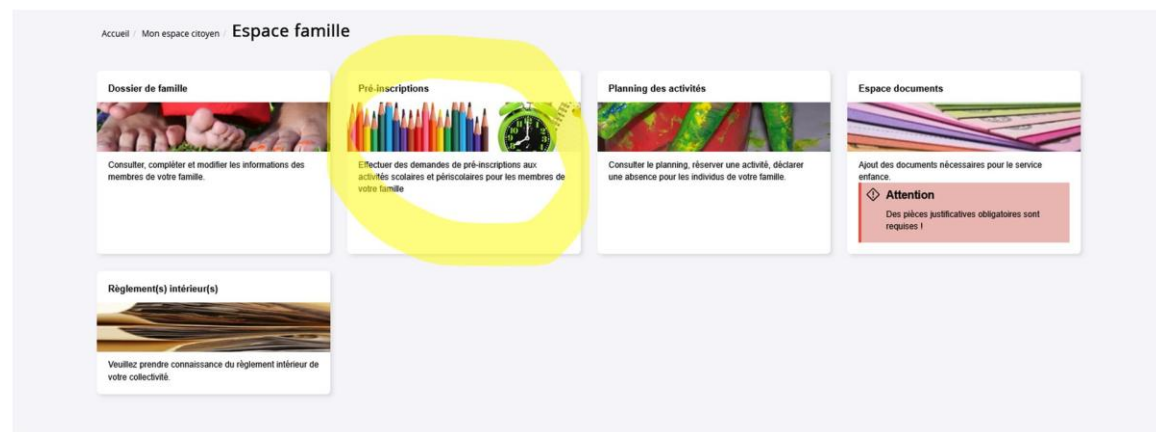 Accueil / Mon espace citoyen / Espace famille
Dossier de famille
Consulter, compléter et modifier les informations des
membres de votre famille.
Pré-inscriptions
Effectuer des demandes de pré-inscriptions aux
activités scolaires et périscolaires pour les membres de
votre famille
Planning des activités
Consulter le planning, réserver une activité, déclarer
une absence pour les individus de votre famille.
Espace documents
Ajout des documents nécessaires pour le service
enfance.
Attention
Des pièces justificatives obligatoires sont
requises !
Règlement(s) intérieur(s)
Veuillez prendre connaissance du règlement intérieur de
votre collectivité.